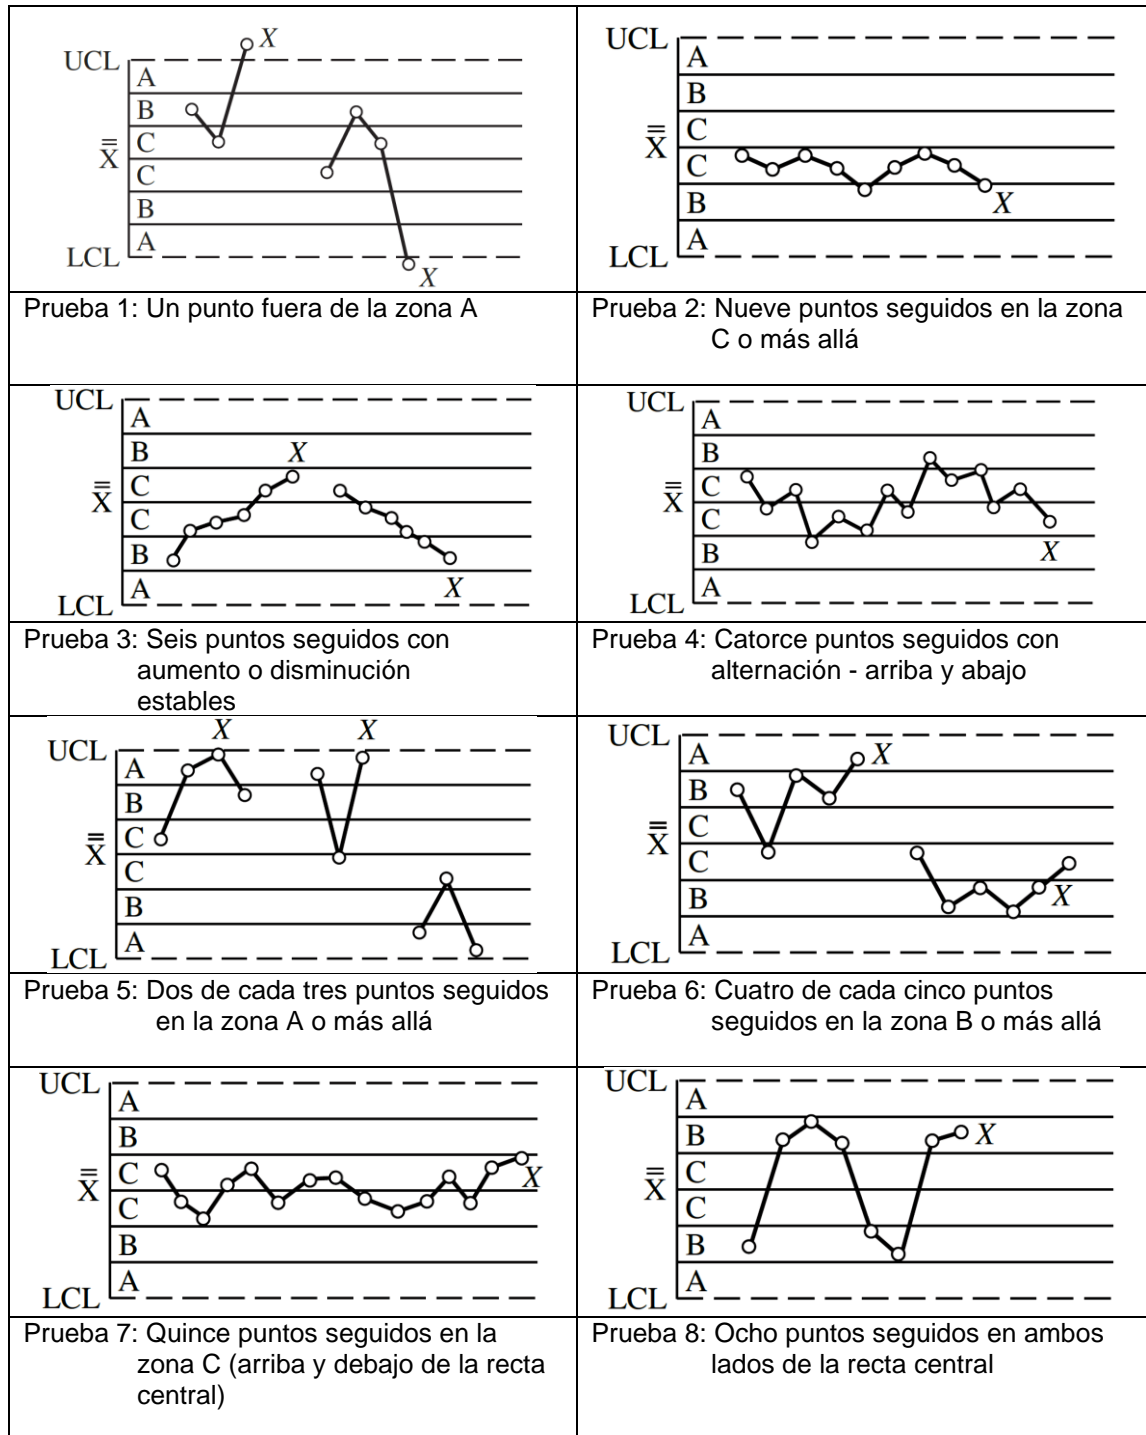 X
UCL
A
B
C
X̿
C
B
A
LCL
X
Prueba 1: Un punto fuera de la zona A
UCL
A
B
C
X̿
C
B
X
A
LCL
Prueba 2: Nueve puntos seguidos en la zona
C o más allá
UCL
A
B
X
C
X̿
C
B
A
X
LCL
Prueba 3: Seis puntos seguidos con
aumento o disminución
estables
UCL
A
B
C
X̿
C
B
X
A
LCL
Prueba 4: Catorce puntos seguidos con
alternación - arriba y abajo
X X
UCL
A
B
C
X̿
C
B
A
LCL
Prueba 5: Dos de cada tres puntos seguidos
en la zona A o más allá
UCL
A X
B
C
X̿
C
B X
A
LCL
Prueba 6: Cuatro de cada cinco puntos
seguidos en la zona B o más allá
UCL
A
B
C X
X̿
C
B
A
LCL
Prueba 7: Quince puntos seguidos en la
zona C (arriba y debajo de la recta
central)
UCL
A
B X
C
X̿
C
B
A
LCL
Prueba 8: Ocho puntos seguidos en ambos
lados de la recta central